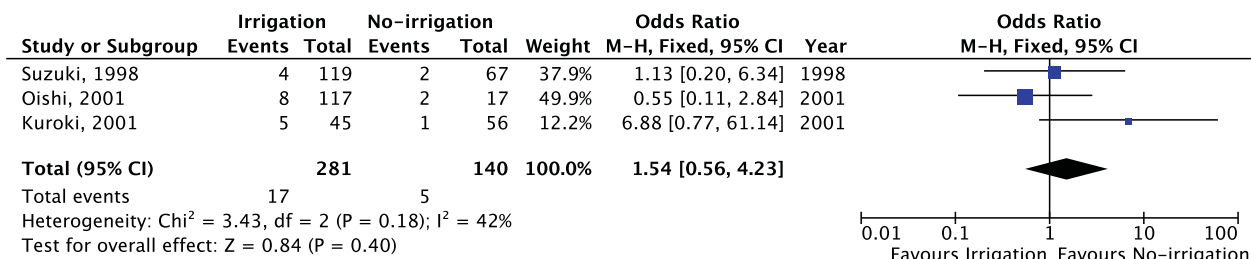 Irrigation No-irrigation Odds Ratio Odds Ratio
Study or Subgroup Events Total Events Total Weight M-H, Fixed, 95% CI Year M-H, Fixed, 95% CI
Suzuki, 1998 4 119 2 67 37.9% 1.13 [0.20, 6.34] 1998
Oishi, 2001 8 117 2 17 49.9% 0.55 [0.11, 2.84] 2001
Kuroki, 2001 5 45 1 56 12.2% 6.88 [0.77, 61.14] 2001
Total (95% CI) 281 140 100.0% 1.54 [0.56, 4.23]
Total events 17 5
Heterogeneity: Chi² = 3.43, df = 2 (P = 0.18); I² = 42%
Test for overall effect: Z = 0.84 (P = 0.40)
0.01 0.1 1 10 100
Favours Irrigation Favours No-irrigation